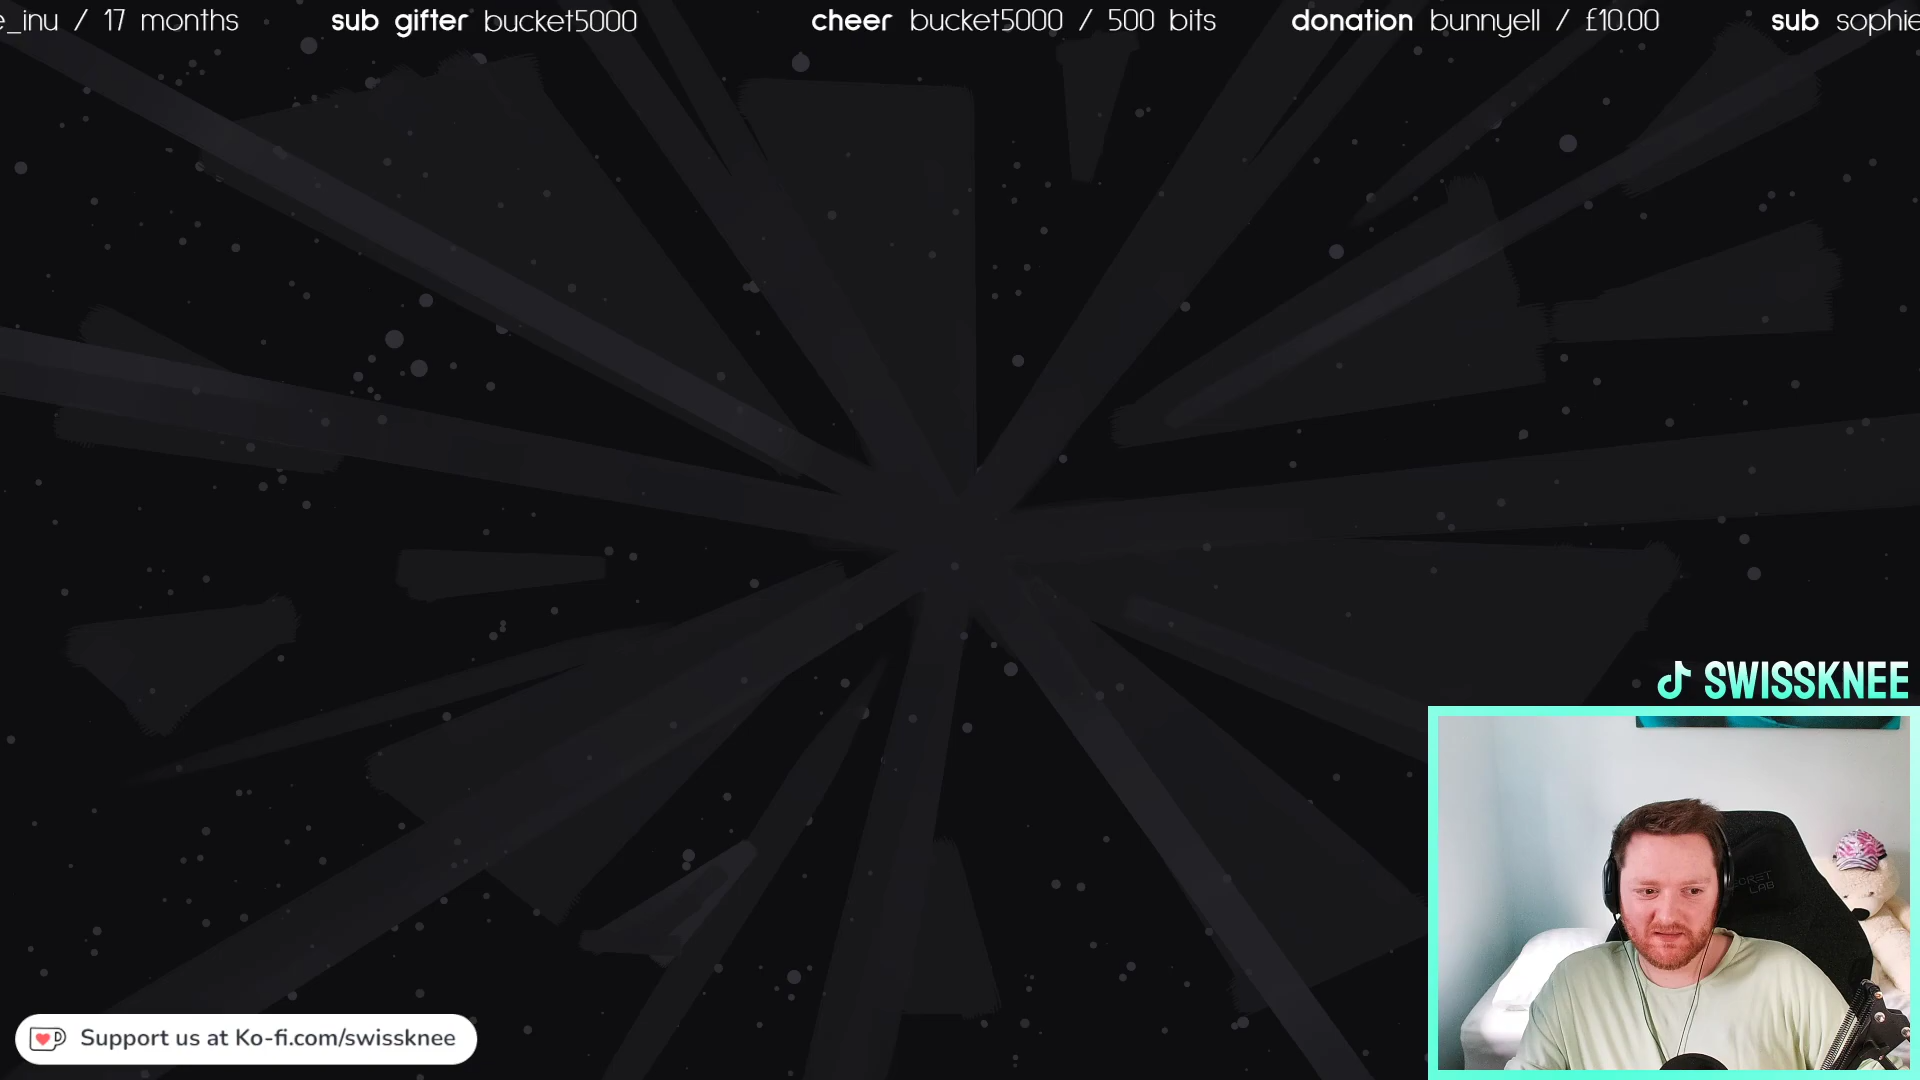 e_inu / 17 months sub gifter bucket5000 cheer bucket5000 / 500 bits donation bunnyell / £10.00 sub sophie
SWISSKNEE
Support us at Ko-fi.com/swissknee